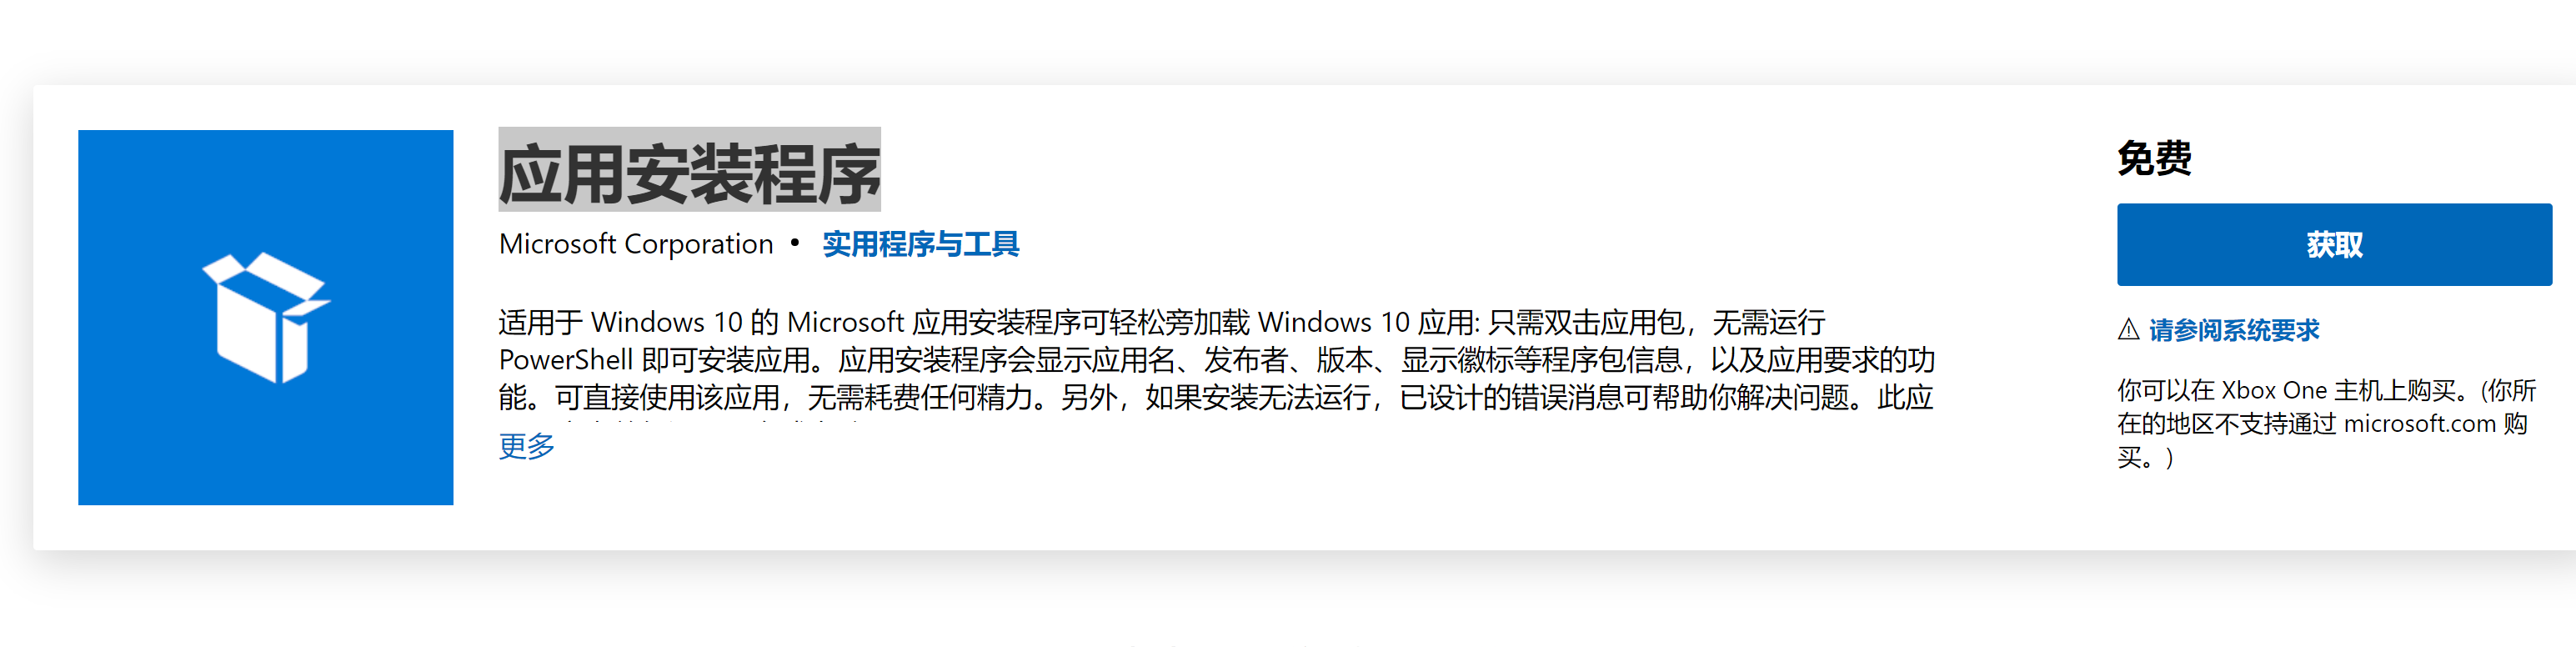 应用安装程序
Microsoft Corporation • 实用程序与工具
适用于 Windows 10 的 Microsoft 应用安装程序可轻松旁加载 Windows 10 应用: 只需双击应用包，无需运行
PowerShell 即可安装应用。应用安装程序会显示应用名、发布者、版本、显示徽标等程序包信息，以及应用要求的功
能。可直接使用该应用，无需耗费任何精力。另外，如果安装无法运行，已设计的错误消息可帮助你解决问题。此应
更多
免费
获取
⚠ 请参阅系统要求
你可以在 Xbox One 主机上购买。(你所
在的地区不支持通过 microsoft.com 购
买。)